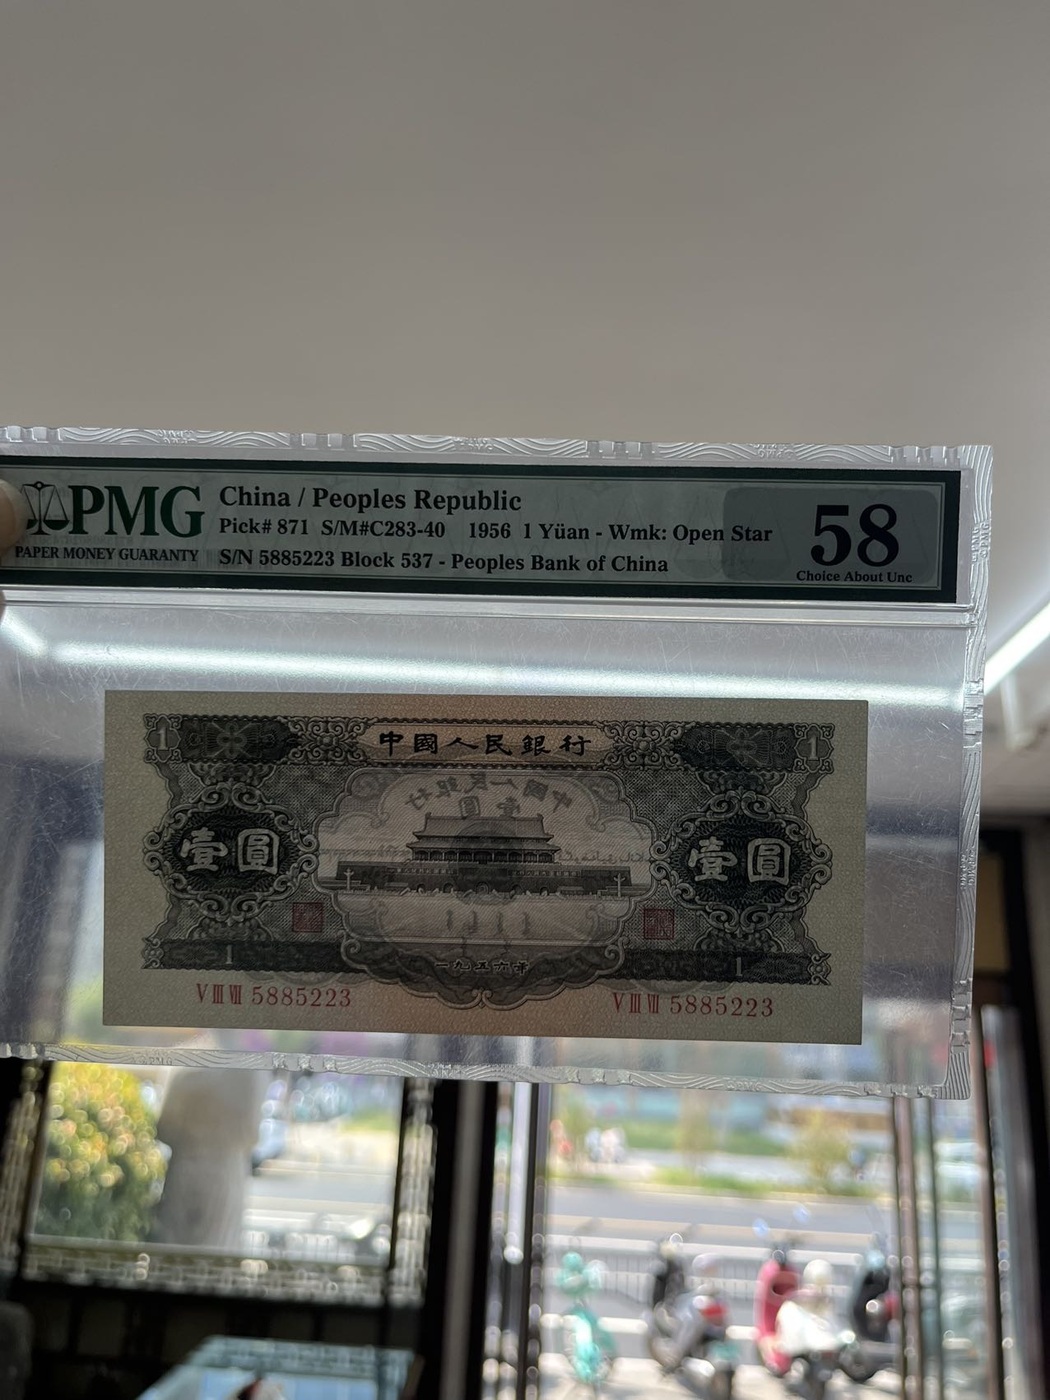 PMG
PAPER MONEY GUARANTY
China / Peoples Republic
Pick# 871 S/M#C283-40 1956 1 Yüan - Wmk: Open Star
S/N 5885223 Block 537 - Peoples Bank of China
58
Choice About Unc
1
中國人民銀行
1
壹圓
壹圓
1
一九五六年
1
V Ⅲ Ⅶ 5885223
V Ⅲ Ⅶ 5885223